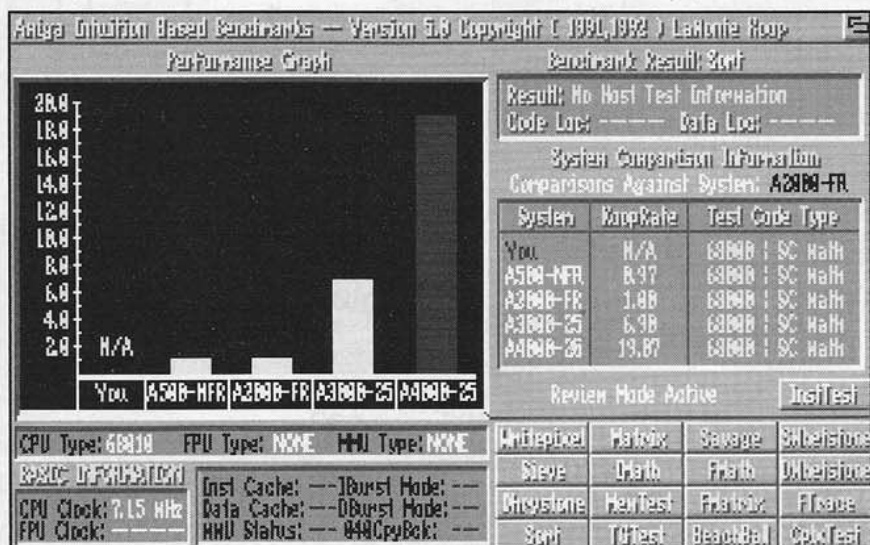 Amiga Intuition Based Benchmarks — Version 5.0 Copyright ( 1991,1992 ) LaMonte Koop
Performance Graph
20.0
18.0
16.0
14.0
12.0
10.0
8.0
6.0
4.0
2.0
N/A
You A500-NFR A2000-FR A3000-25 A4000-25
Benchmark Result: Sort
Result: No Host Test Information
Code Loc: ----- Data Loc: -----
System Comparison Information
Comparisons Against System: A2000-FR
System KoopRate Test Code Type
You N/A 68000 | SC Math
A500-NFR 0.97 68000 | SC Math
A2000-FR 1.00 68000 | SC Math
A3000-25 6.90 68000 | SC Math
A4000-26 19.07 68000 | SC Math
Review Mode Active InstTest
CPU Type: 68010 FPU Type: NONE MMU Type: NONE
BASIC INFORMATION
CPU Clock: 7.15 MHz
FPU Clock: -----
Inst Cache: --- IBurst Mode: ---
Data Cache: --- DBurst Mode: ---
MMU Status: --- 040CpyBck: ---
Writepixel Matrix Savage SWhetstone
Sieve IMath FMath DWhetstone
Dhrystone MemTest FMatrix FTrace
Sort TGTest BeachBall CplxTest